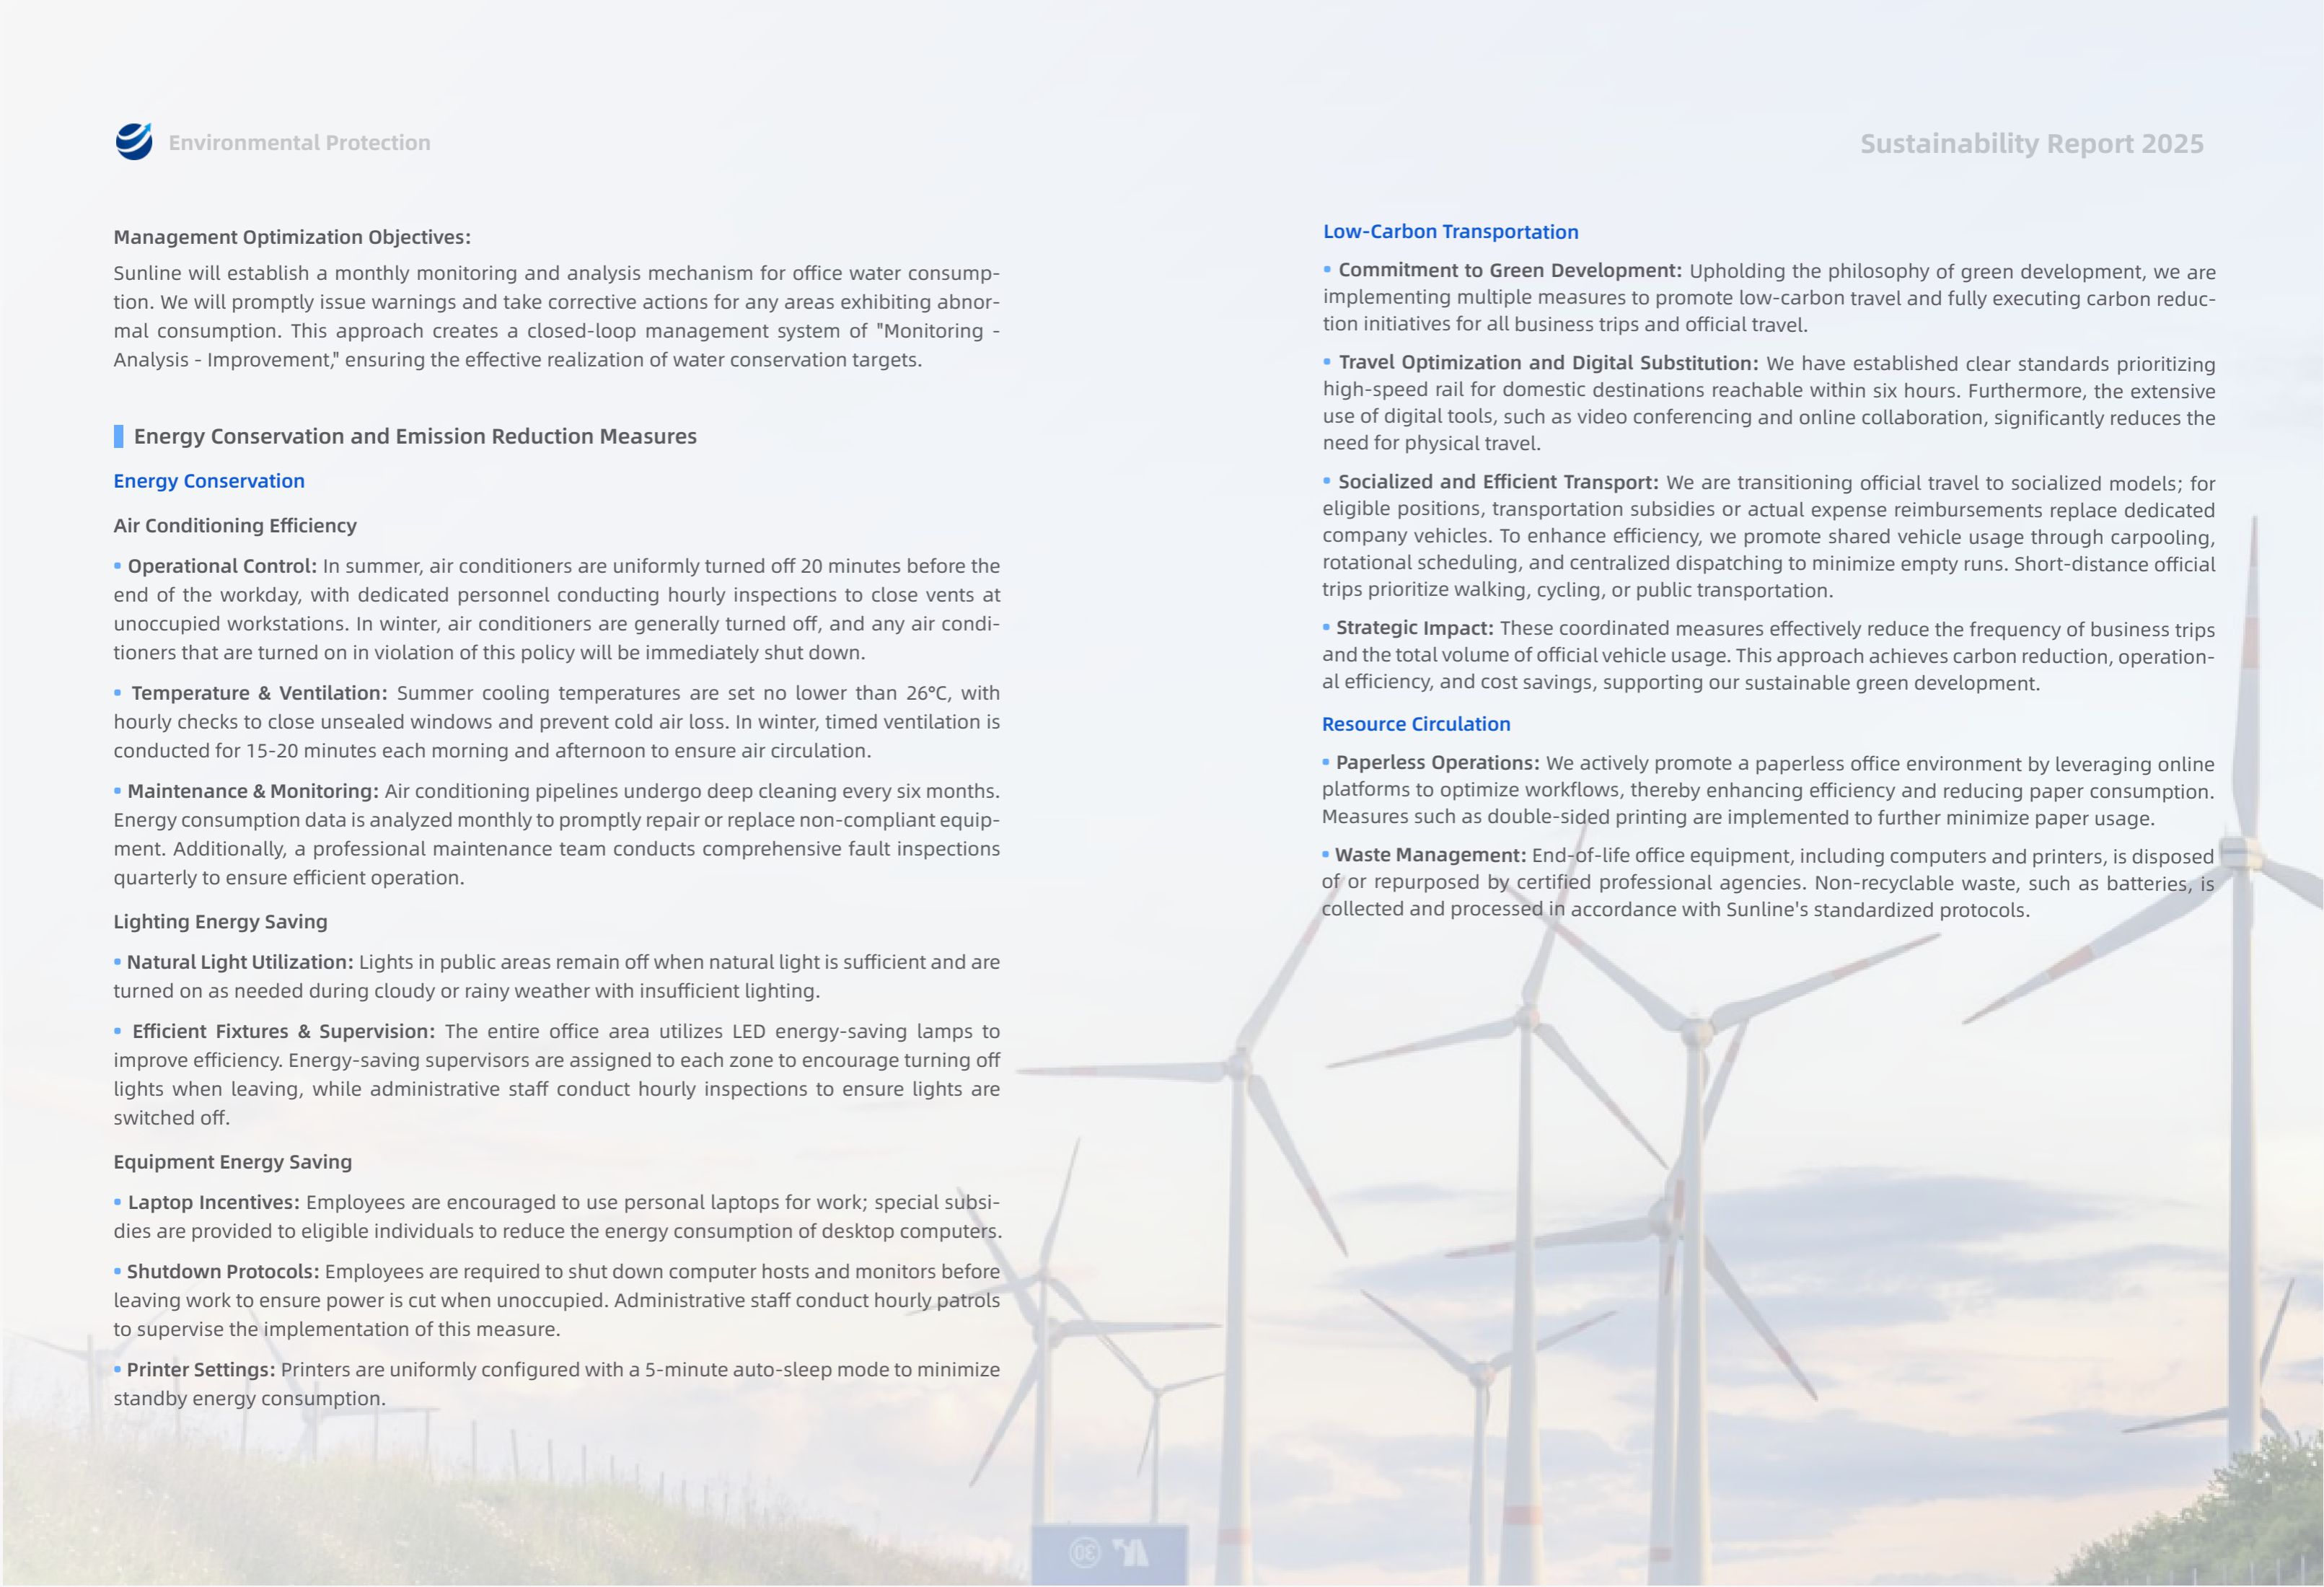 Environmental Protection
Sustainability Report 2025
Management Optimization Objectives:
Sunline will establish a monthly monitoring and analysis mechanism for office water consump-
tion. We will promptly issue warnings and take corrective actions for any areas exhibiting abnor-
mal consumption. This approach creates a closed-loop management system of "Monitoring -
Analysis - Improvement," ensuring the effective realization of water conservation targets.
Energy Conservation and Emission Reduction Measures
Energy Conservation
Air Conditioning Efficiency
• Operational Control: In summer, air conditioners are uniformly turned off 20 minutes before the
end of the workday, with dedicated personnel conducting hourly inspections to close vents at
unoccupied workstations. In winter, air conditioners are generally turned off, and any air condi-
tioners that are turned on in violation of this policy will be immediately shut down.
• Temperature & Ventilation: Summer cooling temperatures are set no lower than 26℃, with
hourly checks to close unsealed windows and prevent cold air loss. In winter, timed ventilation is
conducted for 15-20 minutes each morning and afternoon to ensure air circulation.
• Maintenance & Monitoring: Air conditioning pipelines undergo deep cleaning every six months.
Energy consumption data is analyzed monthly to promptly repair or replace non-compliant equip-
ment. Additionally, a professional maintenance team conducts comprehensive fault inspections
quarterly to ensure efficient operation.
Lighting Energy Saving
• Natural Light Utilization: Lights in public areas remain off when natural light is sufficient and are
turned on as needed during cloudy or rainy weather with insufficient lighting.
• Efficient Fixtures & Supervision: The entire office area utilizes LED energy-saving lamps to
improve efficiency. Energy-saving supervisors are assigned to each zone to encourage turning off
lights when leaving, while administrative staff conduct hourly inspections to ensure lights are
switched off.
Equipment Energy Saving
• Laptop Incentives: Employees are encouraged to use personal laptops for work; special subsi-
dies are provided to eligible individuals to reduce the energy consumption of desktop computers.
• Shutdown Protocols: Employees are required to shut down computer hosts and monitors before
leaving work to ensure power is cut when unoccupied. Administrative staff conduct hourly patrols
to supervise the implementation of this measure.
• Printer Settings: Printers are uniformly configured with a 5-minute auto-sleep mode to minimize
standby energy consumption.
Low-Carbon Transportation
• Commitment to Green Development: Upholding the philosophy of green development, we are
implementing multiple measures to promote low-carbon travel and fully executing carbon reduc-
tion initiatives for all business trips and official travel.
• Travel Optimization and Digital Substitution: We have established clear standards prioritizing
high-speed rail for domestic destinations reachable within six hours. Furthermore, the extensive
use of digital tools, such as video conferencing and online collaboration, significantly reduces the
need for physical travel.
• Socialized and Efficient Transport: We are transitioning official travel to socialized models; for
eligible positions, transportation subsidies or actual expense reimbursements replace dedicated
company vehicles. To enhance efficiency, we promote shared vehicle usage through carpooling,
rotational scheduling, and centralized dispatching to minimize empty runs. Short-distance official
trips prioritize walking, cycling, or public transportation.
• Strategic Impact: These coordinated measures effectively reduce the frequency of business trips
and the total volume of official vehicle usage. This approach achieves carbon reduction, operation-
al efficiency, and cost savings, supporting our sustainable green development.
Resource Circulation
• Paperless Operations: We actively promote a paperless office environment by leveraging online
platforms to optimize workflows, thereby enhancing efficiency and reducing paper consumption.
Measures such as double-sided printing are implemented to further minimize paper usage.
• Waste Management: End-of-life office equipment, including computers and printers, is disposed
of or repurposed by certified professional agencies. Non-recyclable waste, such as batteries, is
collected and processed in accordance with Sunline's standardized protocols.
30